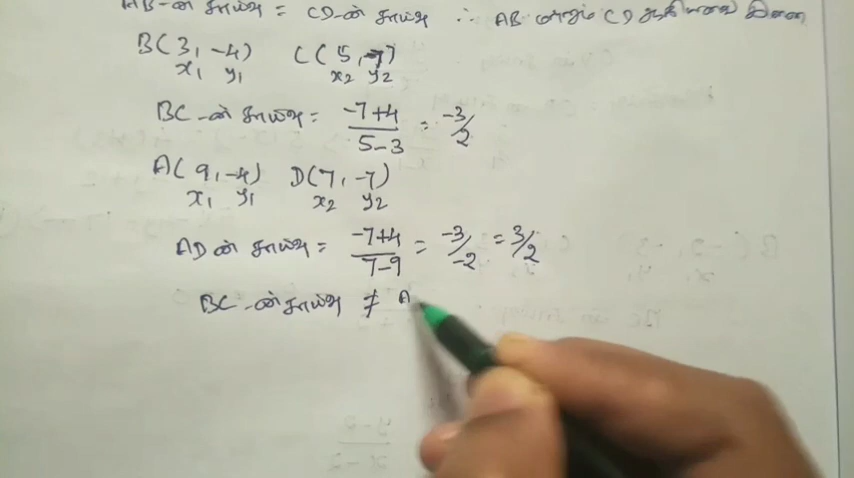 AB-ன் சாய்வு = CD-ன் சாய்வு ∴ AB மற்றும் CD ஆகியவை இணை
B(3, -4) C(5, -7)
x₁ y₁ x₂ y₂
BC-ன் சாய்வு = (-7+4)/(5-3) = -3/2
A(9, -4) D(7, -7)
x₁ y₁ x₂ y₂
AD ன் சாய்வு = (-7+4)/(7-9) = -3/-2 = 3/2
BC-ன் சாய்வு ≠ A